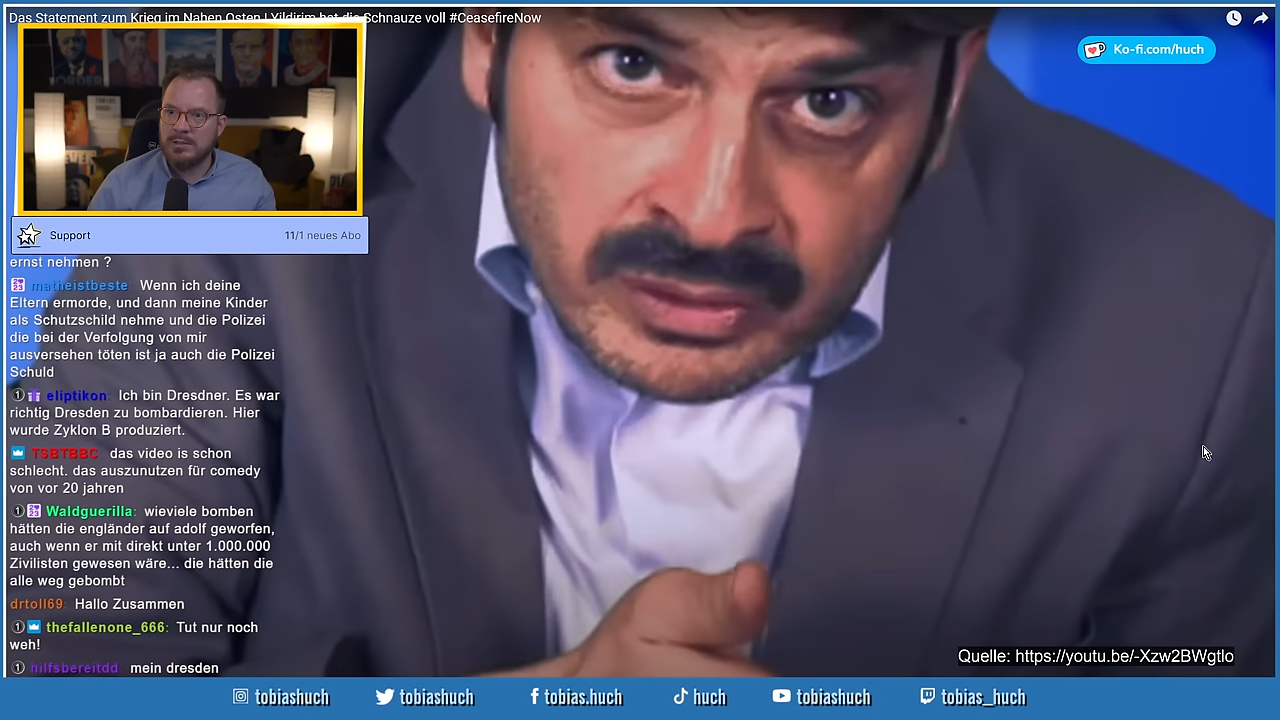 Das Statement zum Krieg im Nahen Osten | Yildirim hat die Schnauze voll #CeasefireNow
Ko-fi.com/huch
Support
11/1 neues Abo
ernst nehmen ?
matheistbeste Wenn ich deine
Eltern ermorde, und dann meine Kinder
als Schutzschild nehme und die Polizei
die bei der Verfolgung von mir
ausversehen töten ist ja auch die Polizei
Schuld
eliptikon: Ich bin Dresdner. Es war
richtig Dresden zu bombardieren. Hier
wurde Zyklon B produziert.
TSBTBBC: das video is schon
schlecht. das auszunutzen für comedy
von vor 20 jahren
Waldguerilla: wieviele bomben
hätten die engländer auf adolf geworfen,
auch wenn er mit direkt unter 1.000.000
Zivilisten gewesen wäre... die hätten die
alle weg gebombt
drtoll69: Hallo Zusammen
thefallenone_666: Tut nur noch
weh!
hilfsbereitdd: mein dresden
Quelle: https://youtu.be/-Xzw2BWgtlo
tobiashuch
tobiashuch
tobias.huch
huch
tobiashuch
tobias_huch